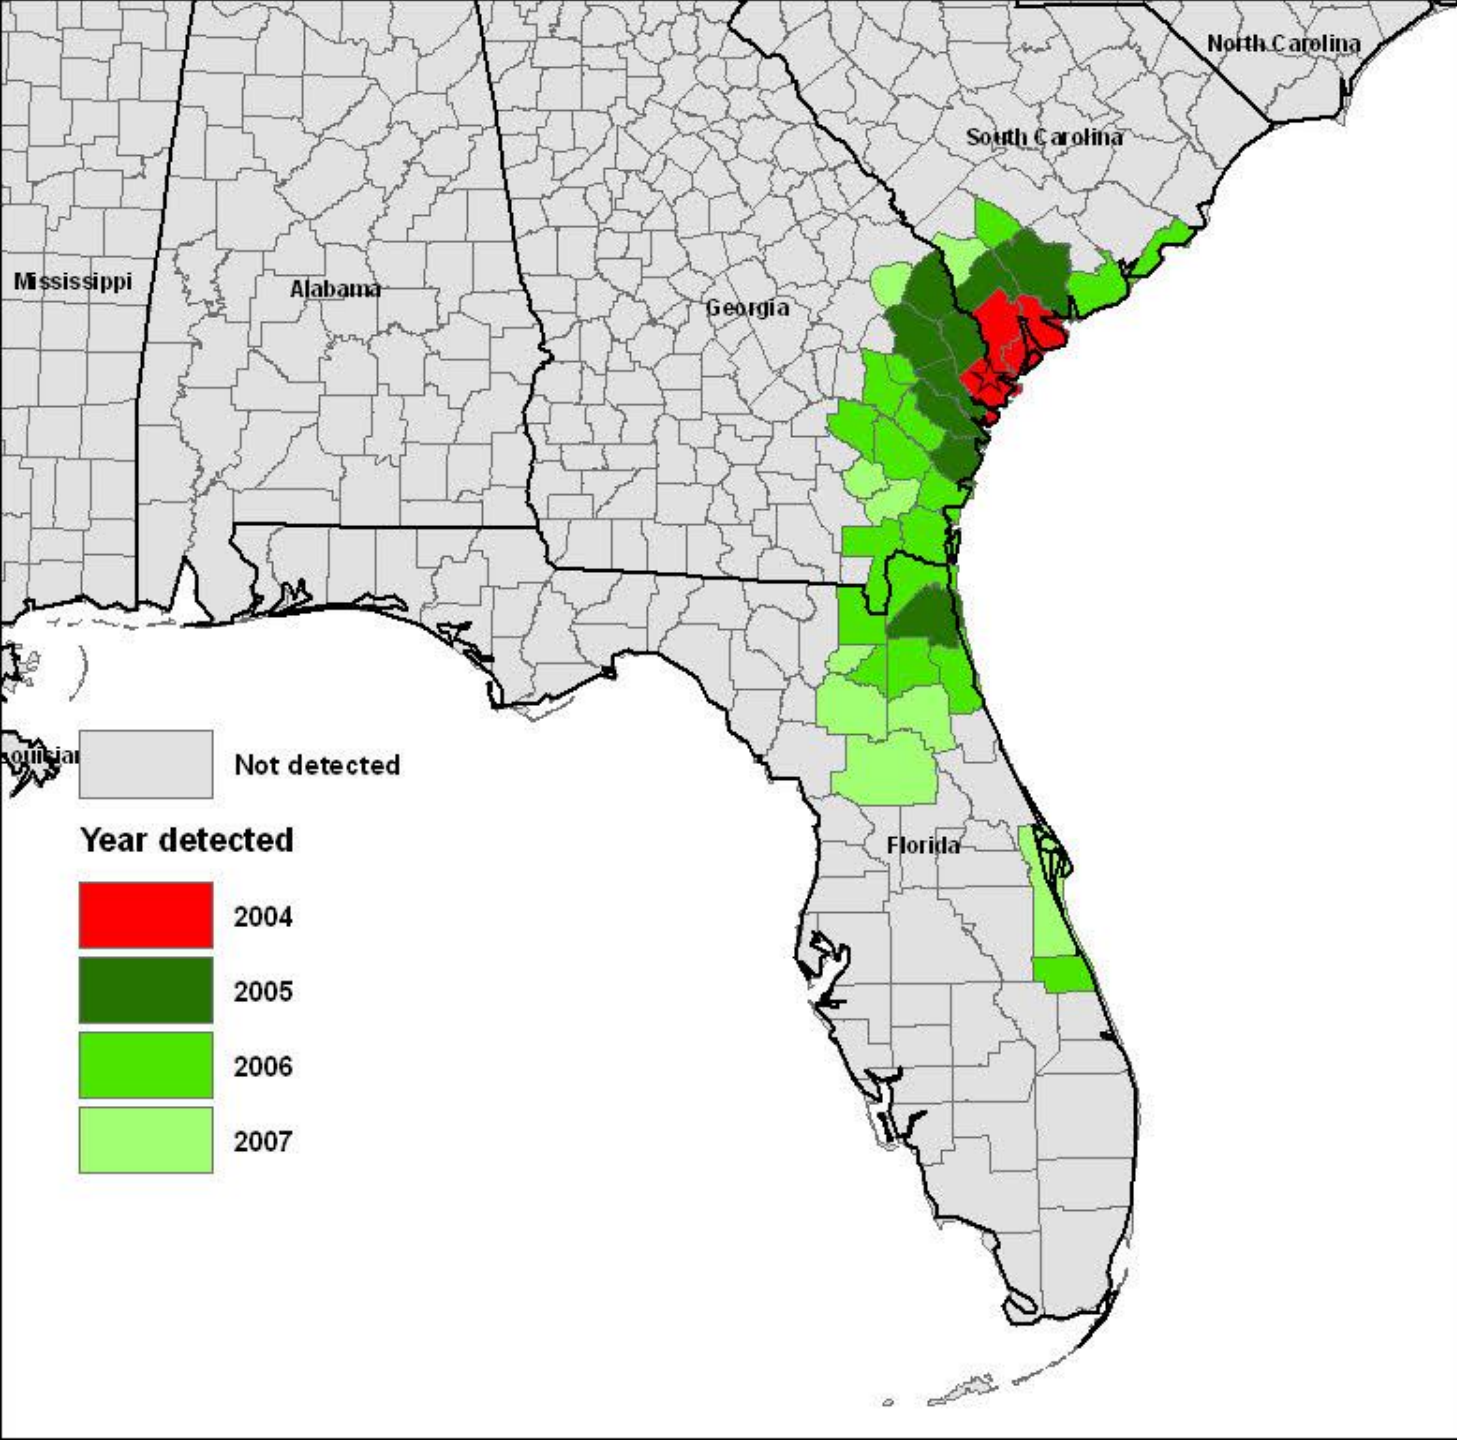 North Carolina
South Carolina
Mississippi
Alabama
Georgia
Not detected
Year detected
Florida
2004
2005
2006
2007